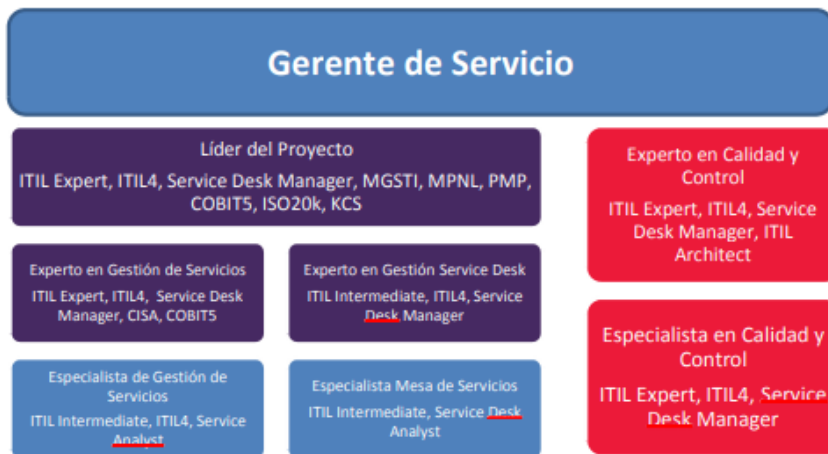 Gerente de Servicio
Líder del Proyecto
ITIL Expert, ITIL4, Service Desk Manager, MGSTI, MPNL, PMP,
COBIT5, ISO20k, KCS
Experto en Calidad y
Control
ITIL Expert, ITIL4, Service
Desk Manager, ITIL
Architect
Experto en Gestión de Servicios
ITIL Expert, ITIL4, Service Desk
Manager, CISA, COBIT5
Experto en Gestión Service Desk
ITIL Intermediate, ITIL4, Service
Desk Manager
Especialista en Calidad y
Control
ITIL Expert, ITIL4, Service
Desk Manager
Especialista de Gestión de
Servicios
ITIL Intermediate, ITIL4, Service
Analyst
Especialista Mesa de Servicios
ITIL Intermediate, Service Desk
Analyst